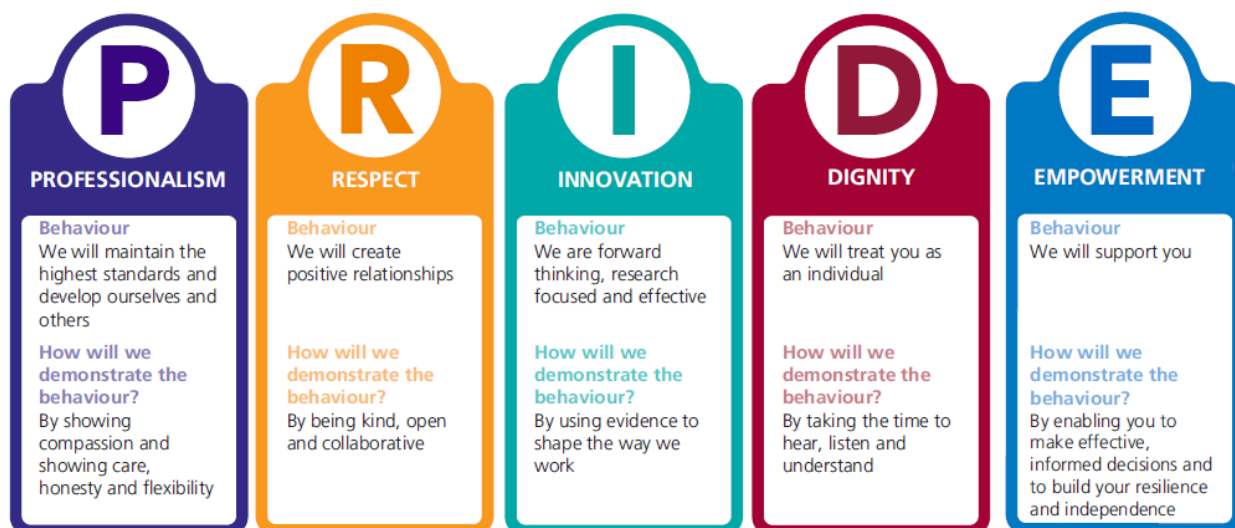 P
PROFESSIONALISM
Behaviour
We will maintain the
highest standards and
develop ourselves and
others
How will we
demonstrate the
behaviour?
By showing
compassion and
showing care,
honesty and flexibility
R
RESPECT
Behaviour
We will create
positive relationships
How will we
demonstrate the
behaviour?
By being kind, open
and collaborative
I
INNOVATION
Behaviour
We are forward
thinking, research
focused and effective
How will we
demonstrate the
behaviour?
By using evidence to
shape the way we
work
D
DIGNITY
Behaviour
We will treat you as
an individual
How will we
demonstrate the
behaviour?
By taking the time to
hear, listen and
understand
E
EMPOWERMENT
Behaviour
We will support you
How will we
demonstrate the
behaviour?
By enabling you to
make effective,
informed decisions and
to build your resilience
and independence